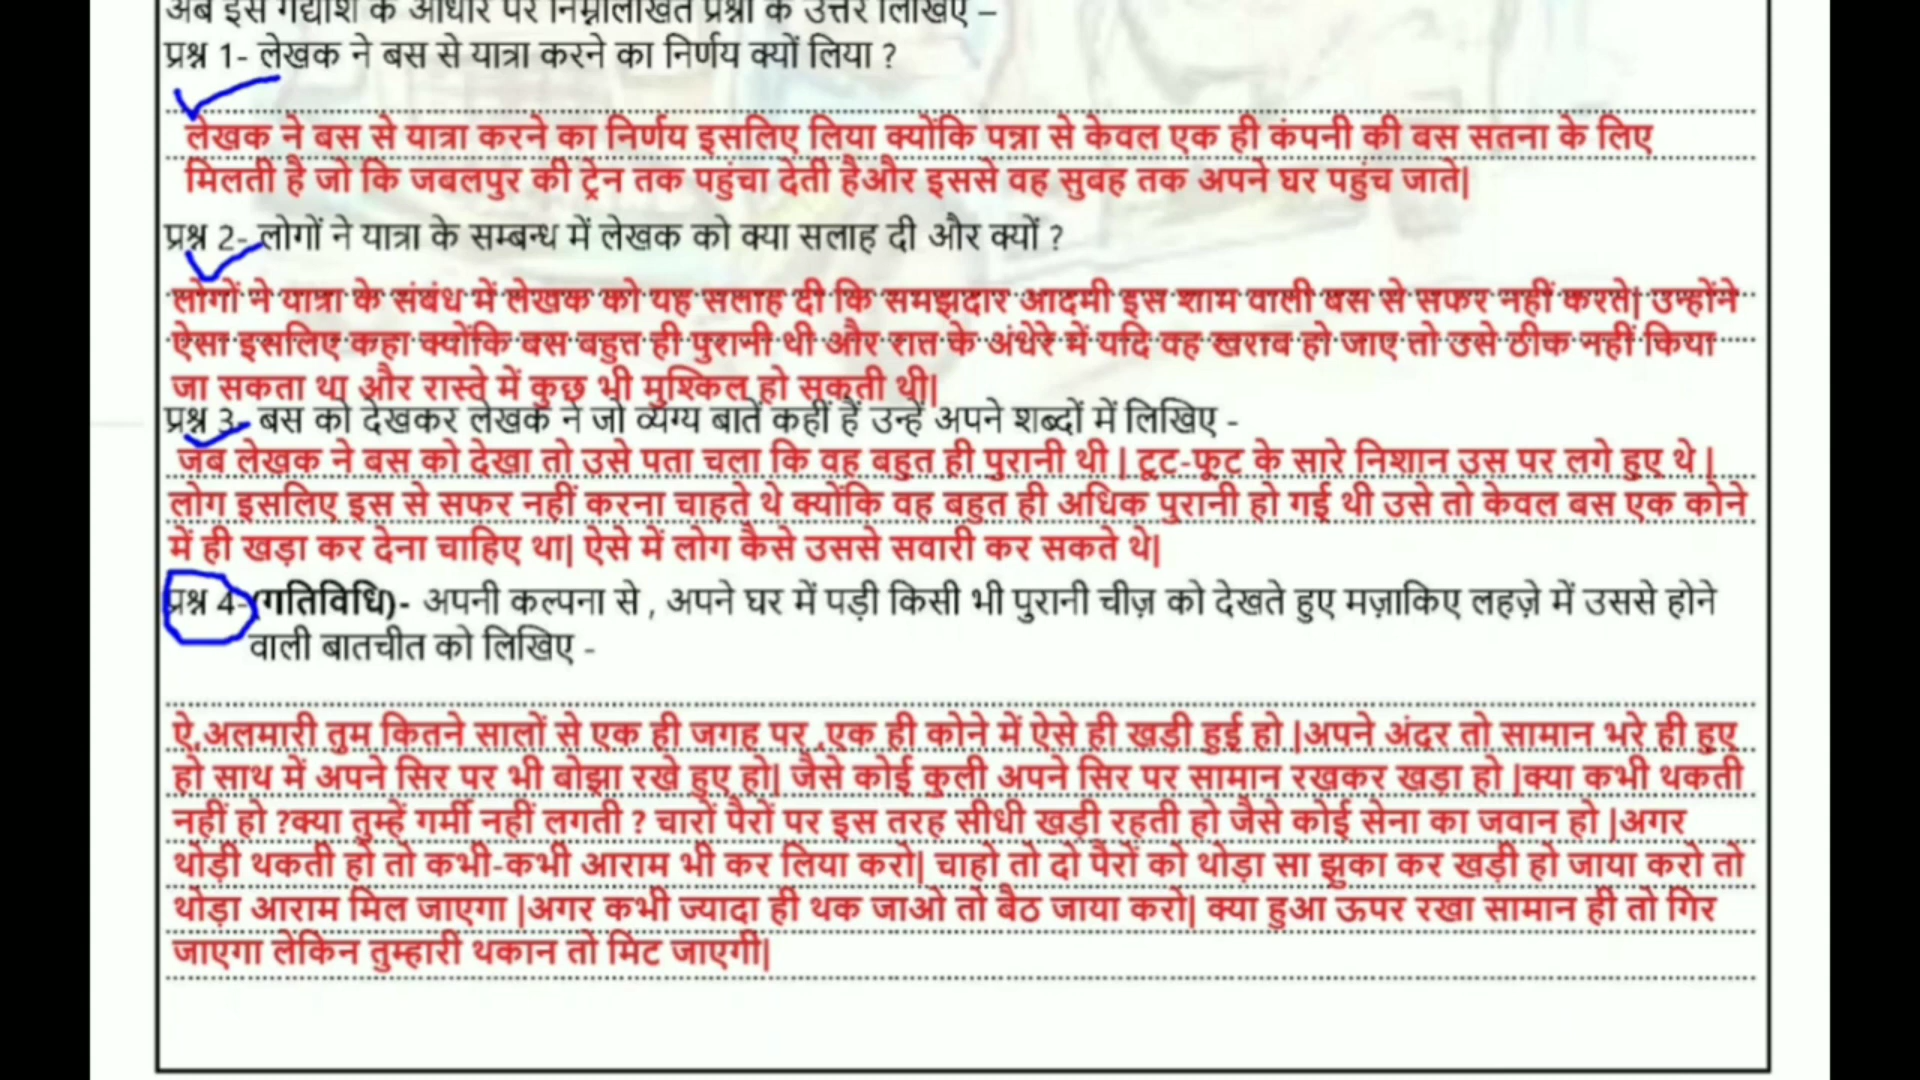 अब इस गद्यांश के आधार पर निम्नलिखित प्रश्नों के उत्तर लिखिए –
प्रश्न 1- लेखक ने बस से यात्रा करने का निर्णय क्यों लिया ?
लेखक ने बस से यात्रा करने का निर्णय इसलिए लिया क्योंकि पन्ना से केवल एक ही कंपनी की बस सतना के लिए
मिलती है जो कि जबलपुर की ट्रेन तक पहुंचा देती हैऔर इससे वह सुबह तक अपने घर पहुंच जाते|
प्रश्न 2- लोगों ने यात्रा के सम्बन्ध में लेखक को क्या सलाह दी और क्यों ?
लोगों ने यात्रा के संबंध में लेखक को यह सलाह दी कि समझदार आदमी इस शाम वाली बस से सफर नहीं करते| उन्होंने
ऐसा इसलिए कहा क्योंकि बस बहुत ही पुरानी थी और रात के अंधेरे में यदि वह खराब हो जाए तो उसे ठीक नहीं किया
जा सकता था और रास्ते में कुछ भी मुश्किल हो सकती थी|
प्रश्न 3- बस को देखकर लेखक ने जो व्यंग्य बातें कहीं हैं उन्हें अपने शब्दों में लिखिए -
जब लेखक ने बस को देखा तो उसे पता चला कि वह बहुत ही पुरानी थी | टूट-फूट के सारे निशान उस पर लगे हुए थे |
लोग इसलिए इस से सफर नहीं करना चाहते थे क्योंकि वह बहुत ही अधिक पुरानी हो गई थी उसे तो केवल बस एक कोने
में ही खड़ा कर देना चाहिए था| ऐसे में लोग कैसे उससे सवारी कर सकते थे|
प्रश्न 4-(गतिविधि)- अपनी कल्पना से , अपने घर में पड़ी किसी भी पुरानी चीज़ को देखते हुए मज़ाकिए लहज़े में उससे होने
वाली बातचीत को लिखिए -
ऐ,अलमारी तुम कितने सालों से एक ही जगह पर ,एक ही कोने में ऐसे ही खडी हुई हो |अपने अंदर तो सामान भरे ही हुए
हो साथ में अपने सिर पर भी बोझा रखे हुए हो| जैसे कोई कुली अपने सिर पर सामान रखकर खड़ा हो |क्या कभी थकती
नहीं हो ?क्या तुम्हें गर्मी नहीं लगती ? चारों पैरों पर इस तरह सीधी खड़ी रहती हो जैसे कोई सेना का जवान हो |अगर
थोड़ी थकती हो तो कभी-कभी आराम भी कर लिया करो| चाहो तो दो पैरों को थोड़ा सा झुका कर खड़ी हो जाया करो तो
थोड़ा आराम मिल जाएगा |अगर कभी ज्यादा ही थक जाओ तो बैठ जाया करो| क्या हुआ ऊपर रखा सामान ही तो गिर
जाएगा लेकिन तुम्हारी थकान तो मिट जाएगी|